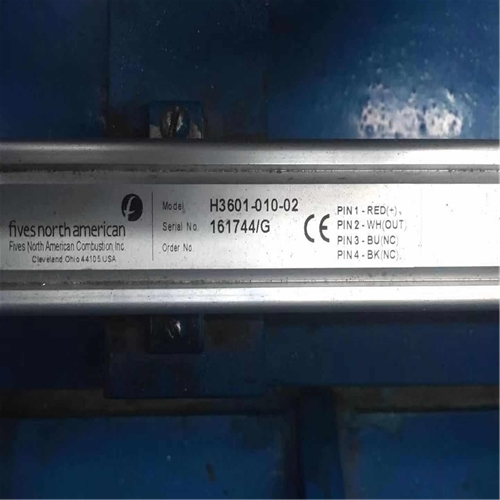 fivesnorthamerican
Fives North American Combustion, Inc.
Cleveland Ohio 44105 USA
Model H3601-010-02
Serial No. 161744/G
Order No.
CE
PIN 1 - RED(+),
PIN 2 - WH(OUT)
PIN 3 - BU(NC)
PIN 4 - BK(NC).